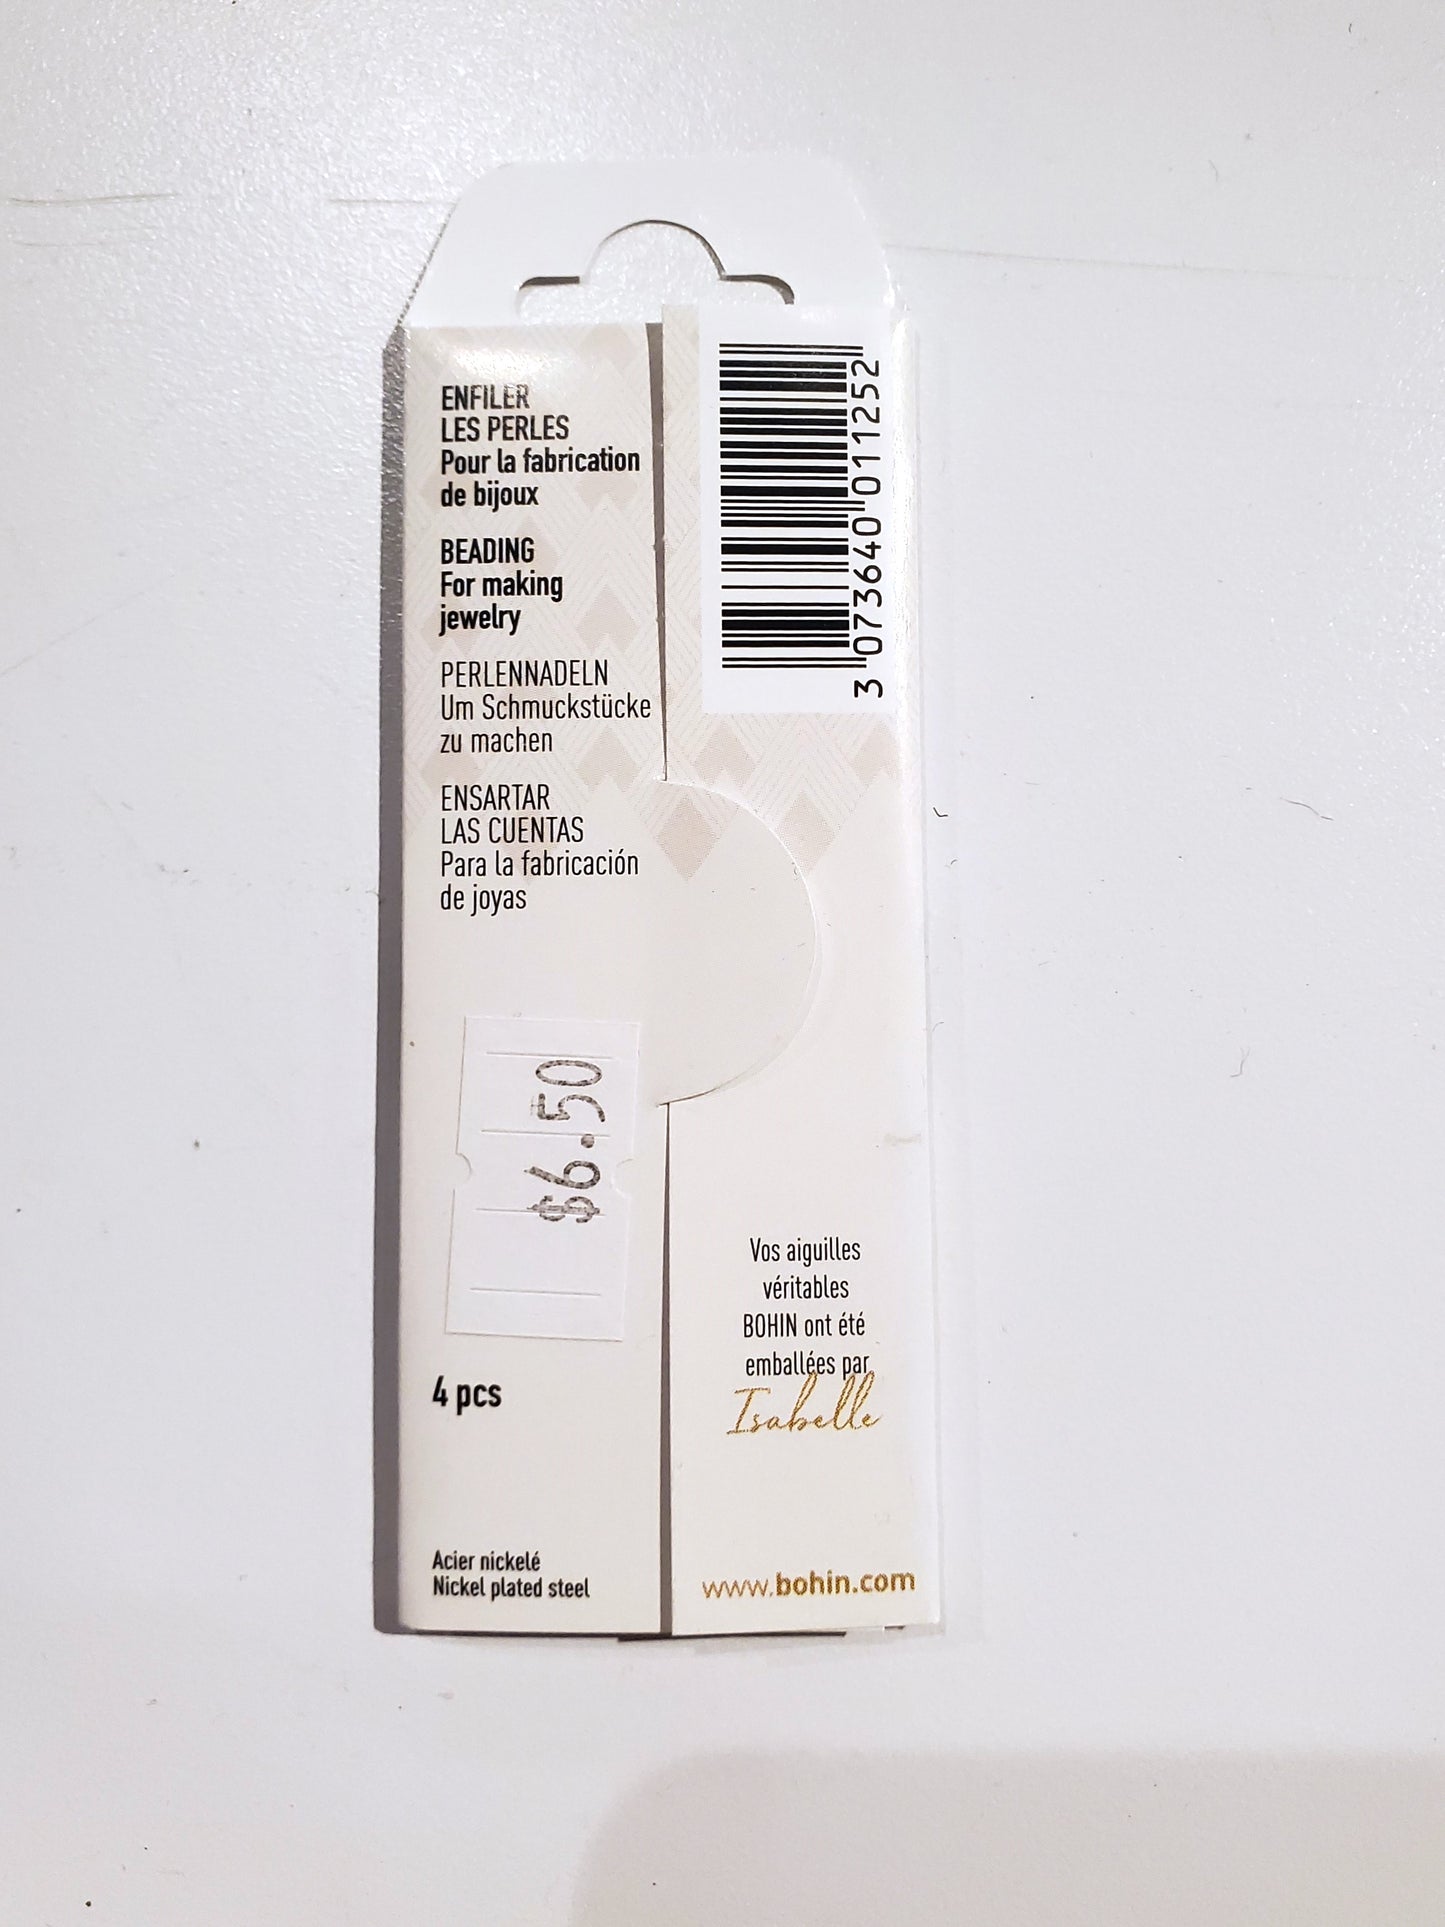 ENFILER
LES PERLES
Pour la fabrication
de bijoux
BEADING
For making
jewelry
PERLENNADELN
Um Schmuckstücke
zu machen
ENSARTAR
LAS CUENTAS
Para la fabricación
de joyas
$6.50
4 pcs
Acier nickelé
Nickel plated steel
3 073640 011252
Vos aiguilles
véritables
BOHIN ont été
emballées par
Isabelle
www.bohin.com